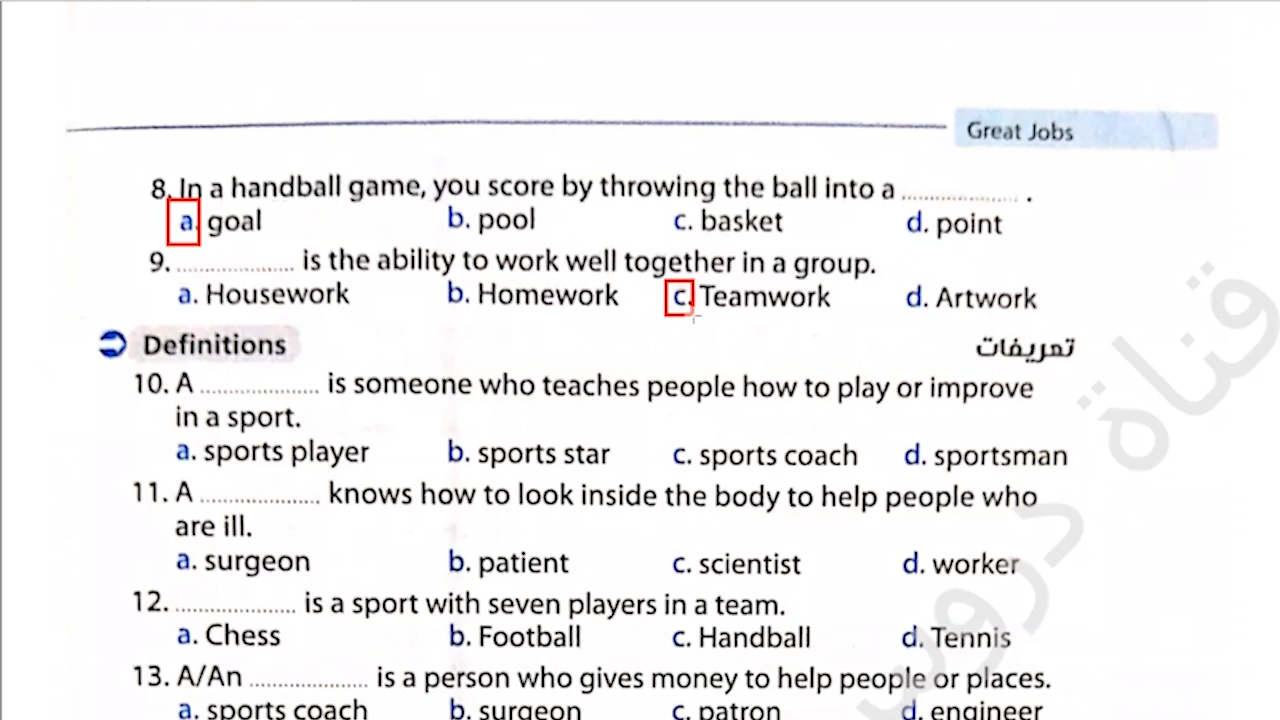 Great Jobs
8. In a handball game, you score by throwing the ball into a .................... .
a. goal b. pool c. basket d. point
9. .................... is the ability to work well together in a group.
a. Housework b. Homework c. Teamwork d. Artwork
Definitions تعريفات
10. A .................... is someone who teaches people how to play or improve
in a sport.
a. sports player b. sports star c. sports coach d. sportsman
11. A .................... knows how to look inside the body to help people who
are ill.
a. surgeon b. patient c. scientist d. worker
12. .................... is a sport with seven players in a team.
a. Chess b. Football c. Handball d. Tennis
13. A/An .................... is a person who gives money to help people or places.
a. sports coach b. surgeon c. patron d. engineer
قناة دروس